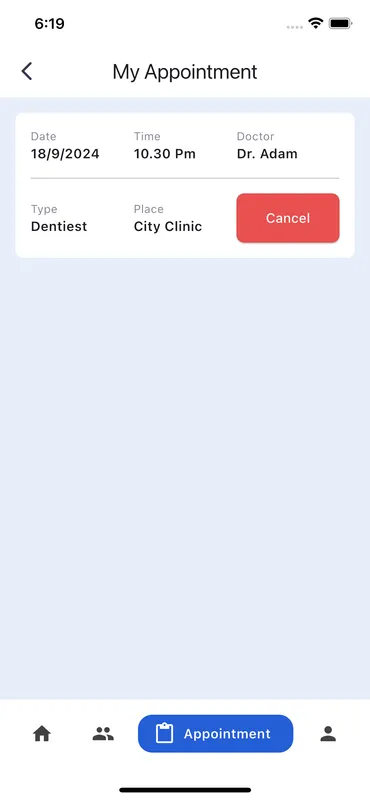 6:19
My Appointment
Date Time Doctor
18/9/2024 10.30 Pm Dr. Adam
Type Place
Dentiest City Clinic Cancel
Appointment